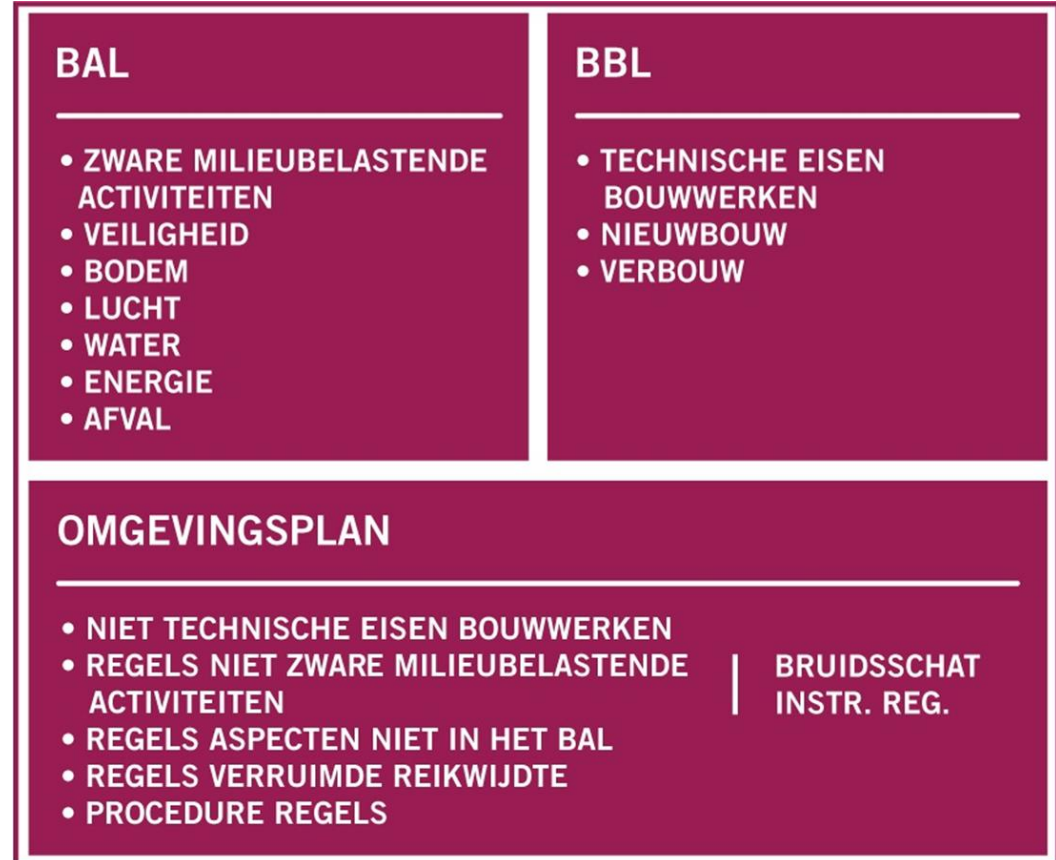 BAL
• ZWARE MILIEUBELASTENDE
ACTIVITEITEN
• VEILIGHEID
• BODEM
• LUCHT
• WATER
• ENERGIE
• AFVAL
BBL
• TECHNISCHE EISEN
BOUWWERKEN
• NIEUWBOUW
• VERBOUW
OMGEVINGSPLAN
• NIET TECHNISCHE EISEN BOUWWERKEN
• REGELS NIET ZWARE MILIEUBELASTENDE
ACTIVITEITEN
• REGELS ASPECTEN NIET IN HET BAL
• REGELS VERRUIMDE REIKWIJDTE
• PROCEDURE REGELS
BRUIDSSCHAT
INSTR. REG.